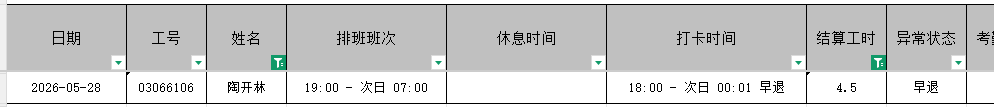 日期 工号 姓名 排班班次 休息时间 打卡时间 结算工时 异常状态
2026-05-28 03066106 陶开林 19:00 - 次日 07:00 18:00 - 次日 00:01 早退 4.5 早退